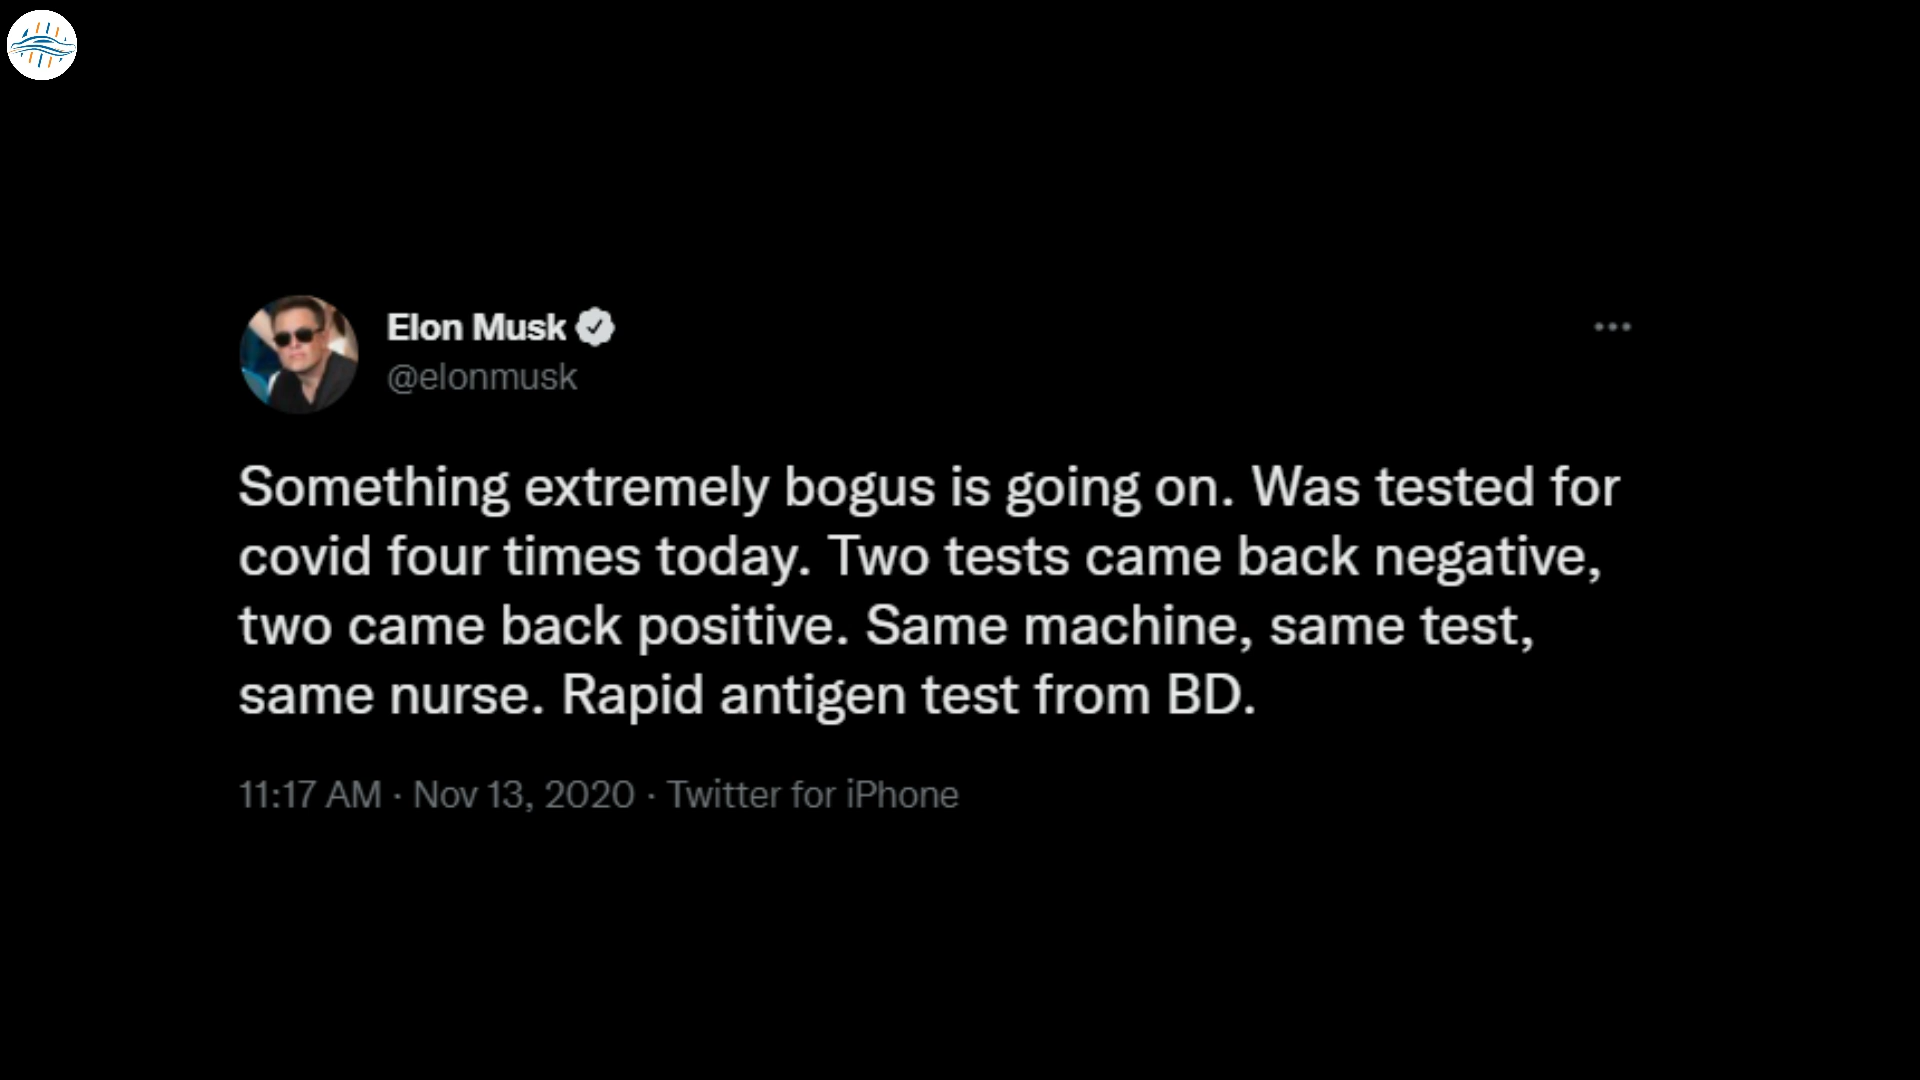 Elon Musk
@elonmusk
Something extremely bogus is going on. Was tested for
covid four times today. Two tests came back negative,
two came back positive. Same machine, same test,
same nurse. Rapid antigen test from BD.
11:17 AM · Nov 13, 2020 · Twitter for iPhone